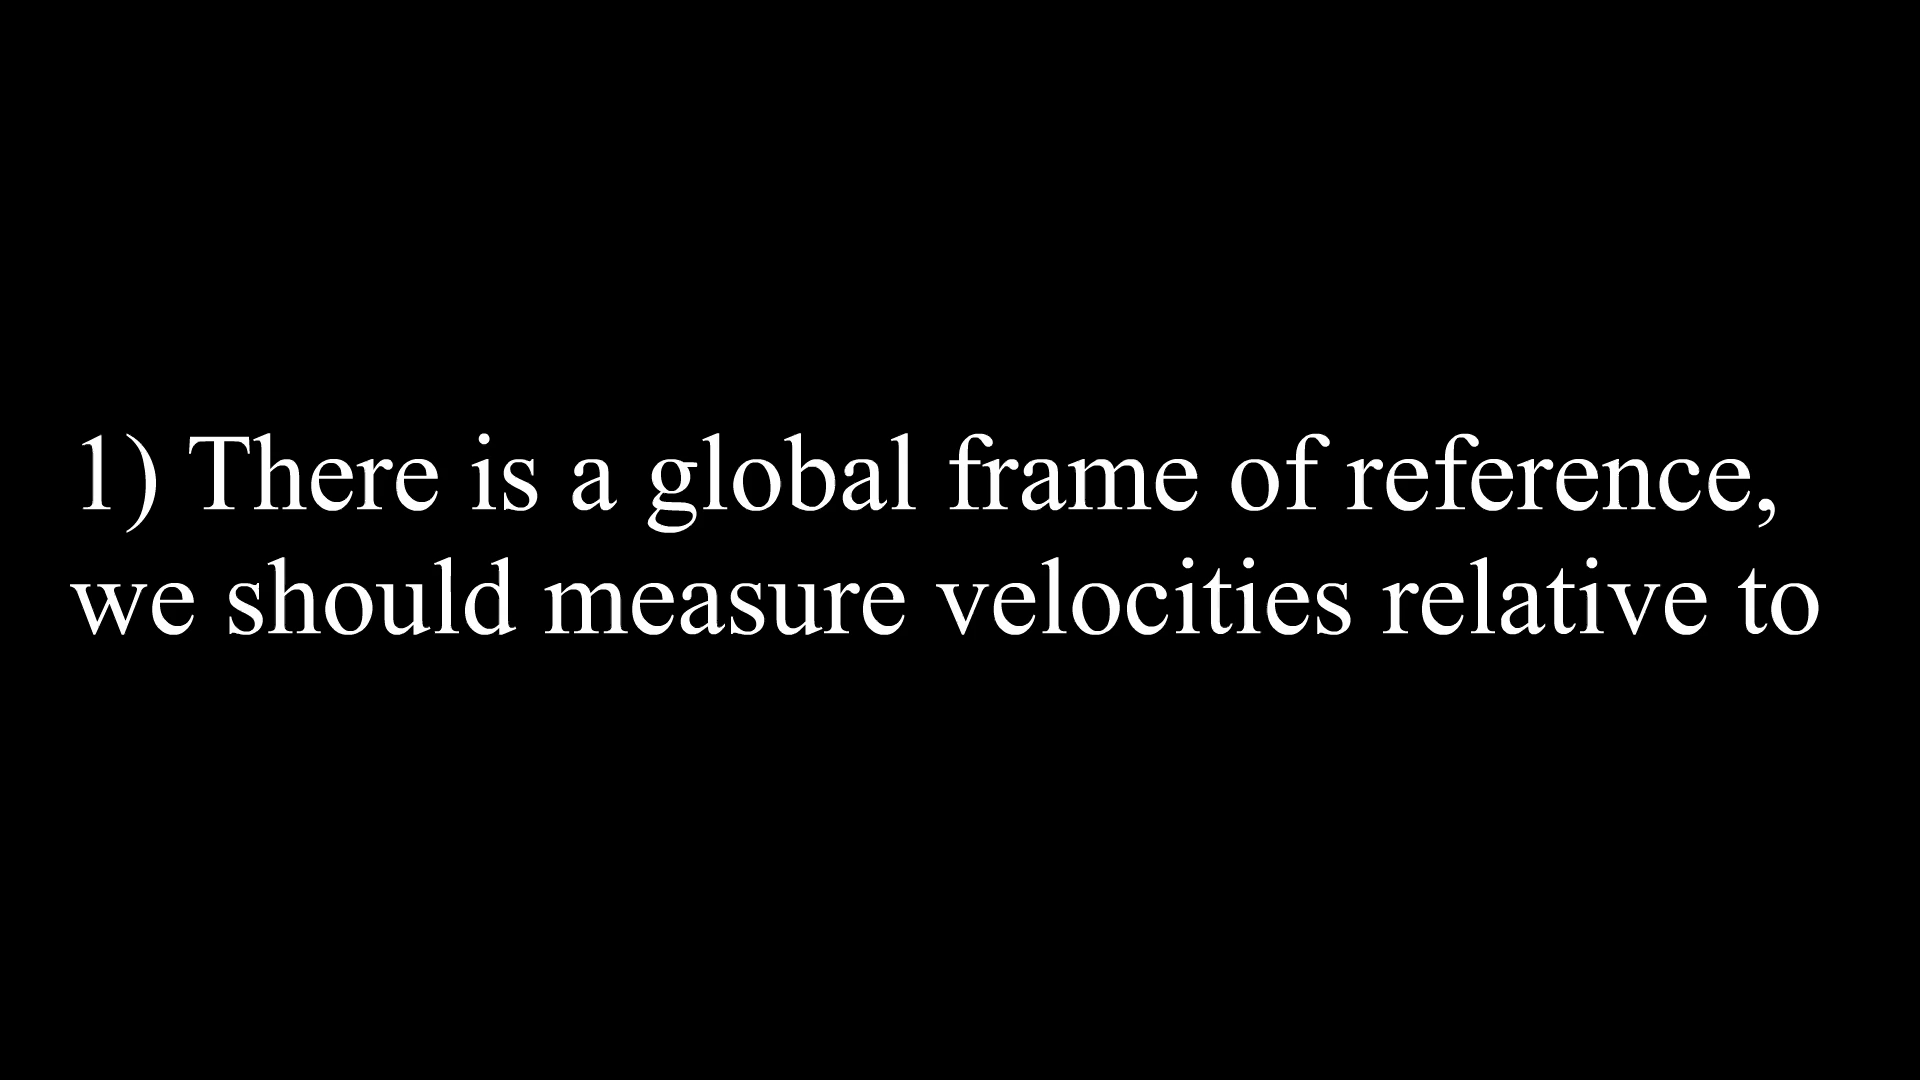 1) There is a global frame of reference,
we should measure velocities relative to